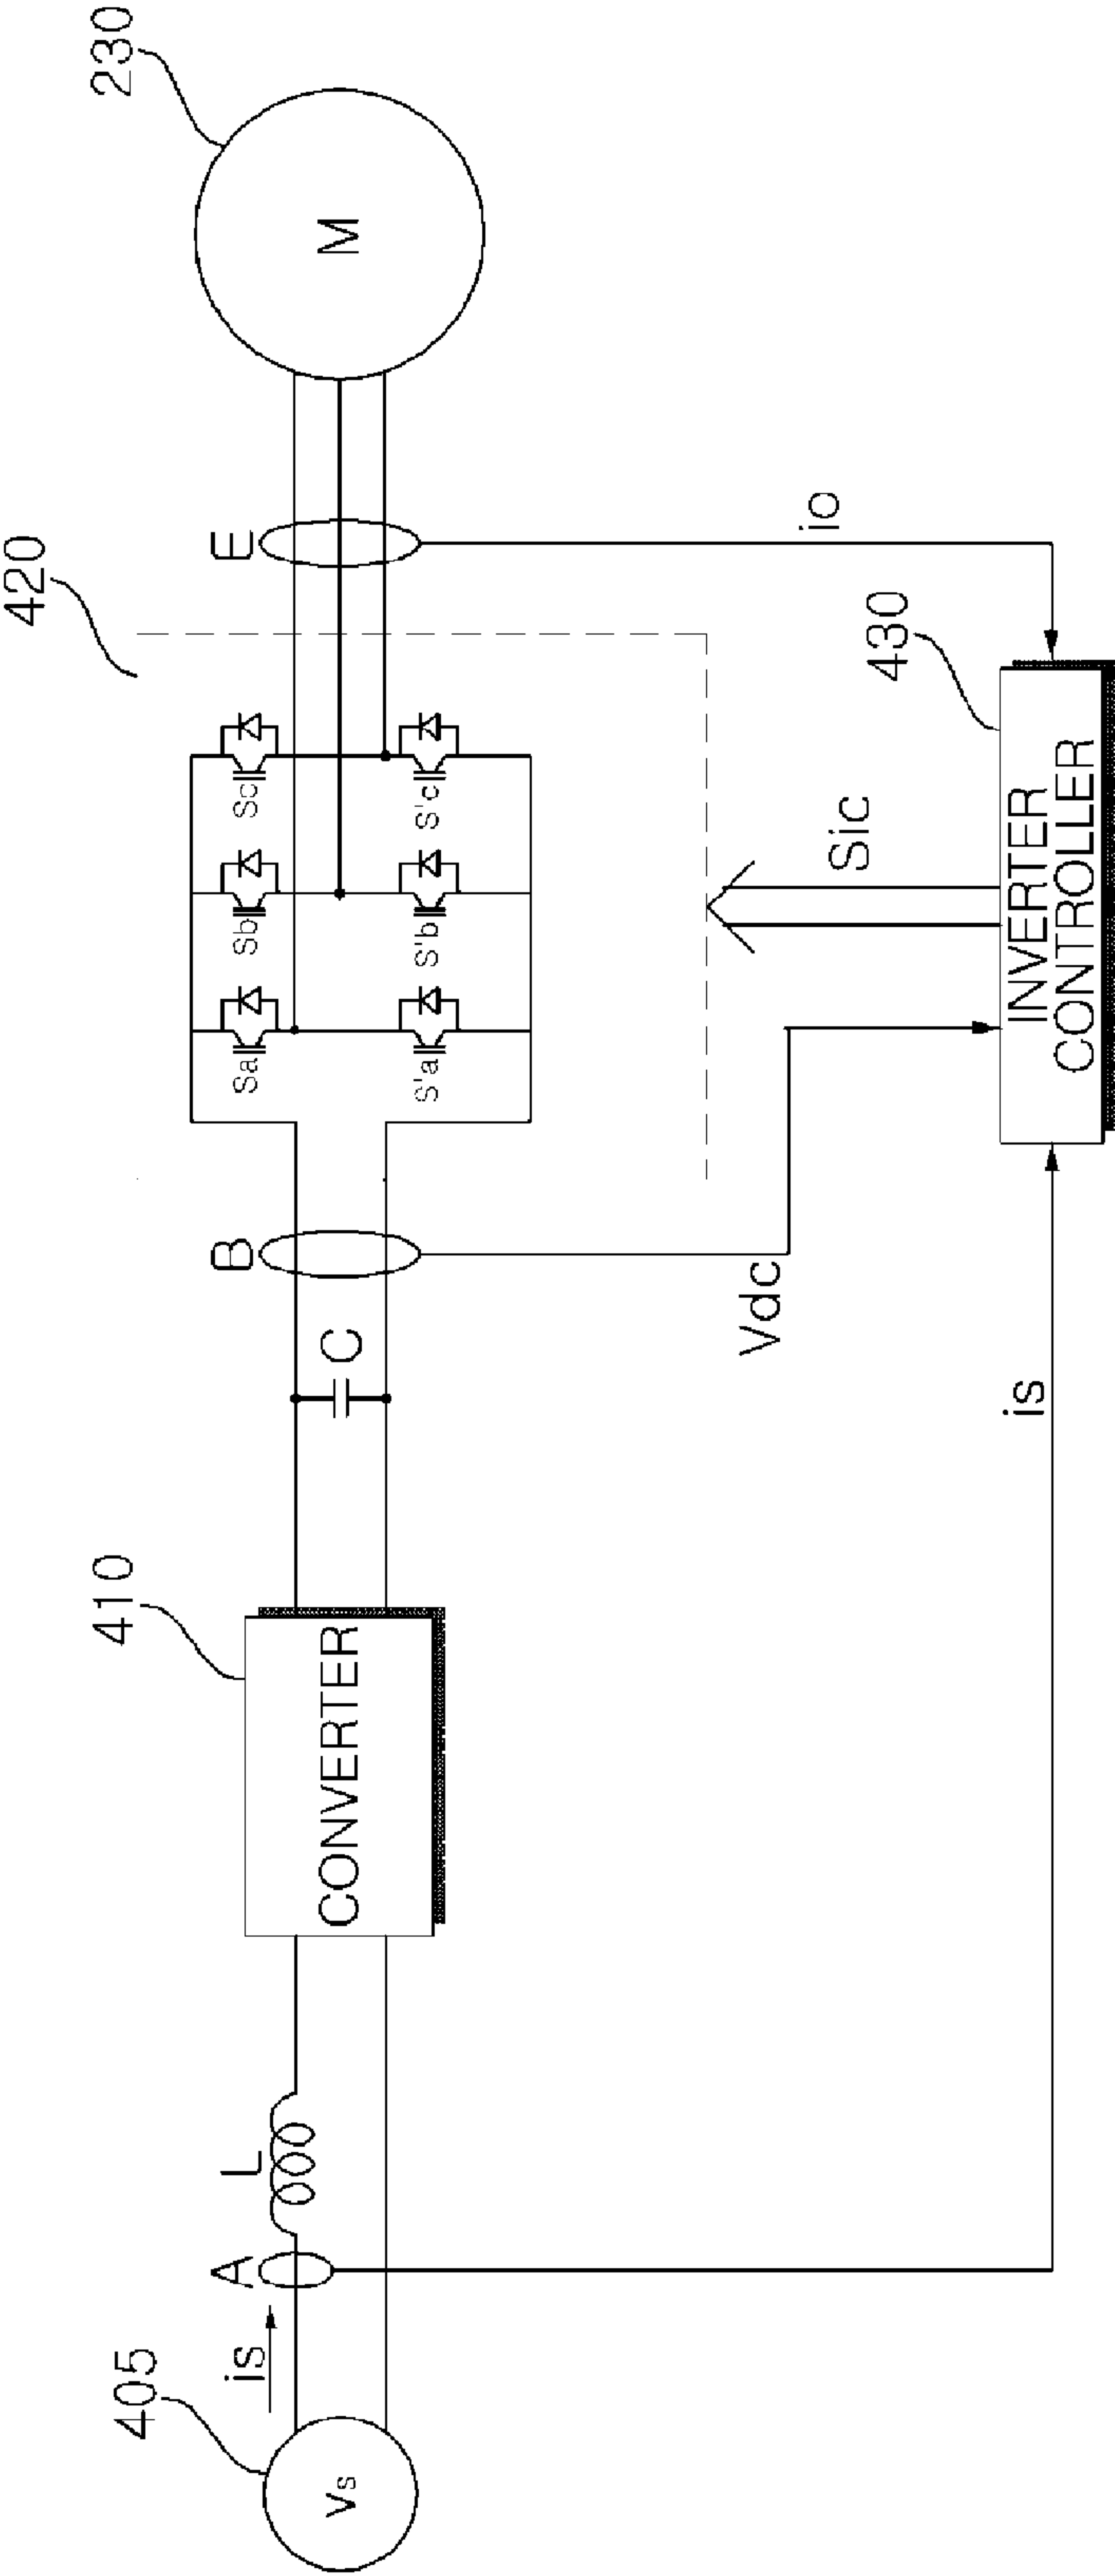 420
230
410
405
Sa
Sb
Sc
E
B
A
L
C
is
Vs
CONVERTER
M
S'a
S'b
S'c
Vdc
Sic
io
430
is
INVERTER
CONTROLLER